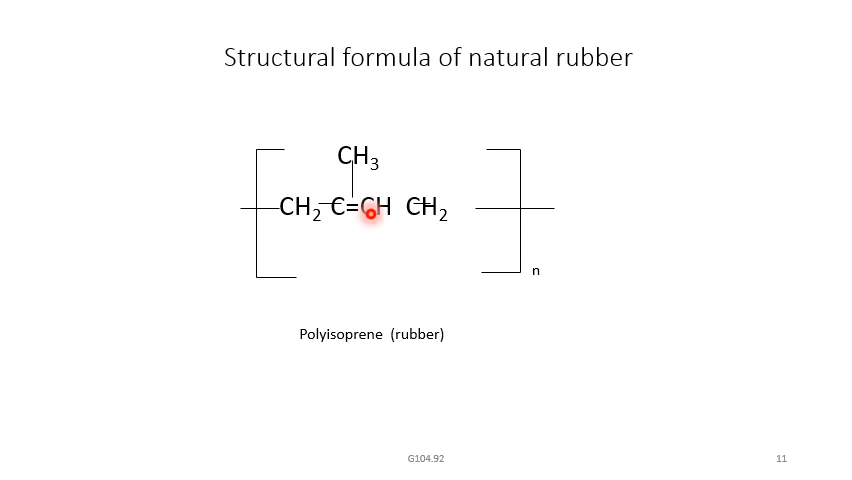 Structural formula of natural rubber
CH₃
CH₂ C=CH CH₂
n
Polyisoprene (rubber)
G104.92
11